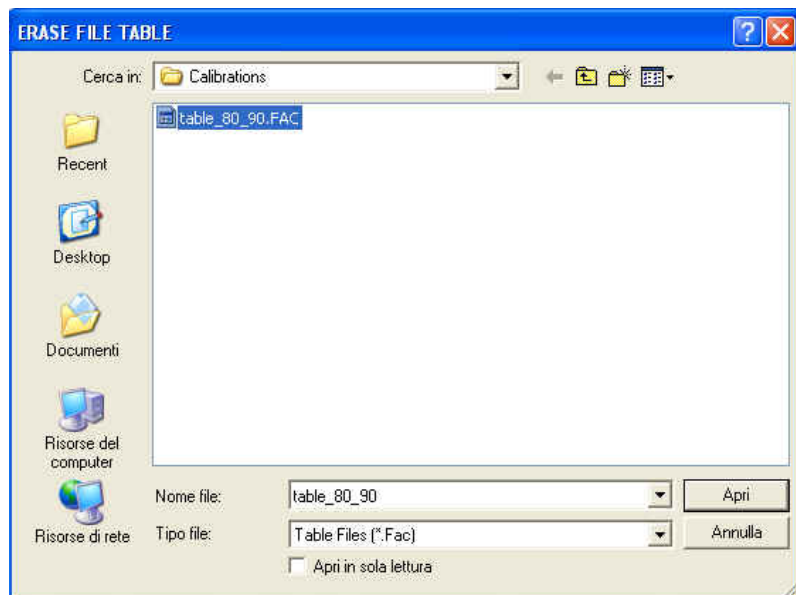 ERASE FILE TABLE
Cerca in:
Calibrations
table_80_90.FAC
Recent
Desktop
Documenti
Risorse del
computer
Risorse di rete
Nome file:
table_80_90
Apri
Tipo file:
Table Files (*.Fac)
Annulla
Apri in sola lettura